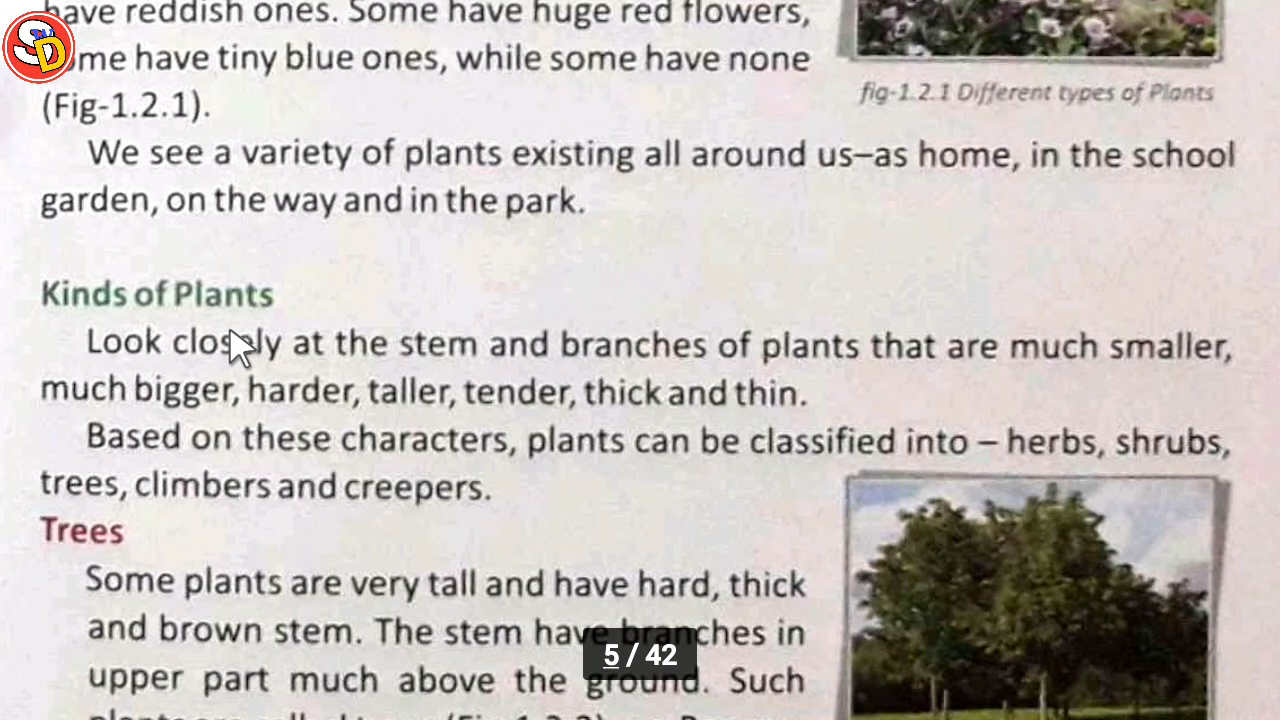 have reddish ones. Some have huge red flowers,
some have tiny blue ones, while some have none
(Fig-1.2.1).
fig-1.2.1 Different types of Plants
We see a variety of plants existing all around us–as home, in the school
garden, on the way and in the park.
Kinds of Plants
Look closely at the stem and branches of plants that are much smaller,
much bigger, harder, taller, tender, thick and thin.
Based on these characters, plants can be classified into – herbs, shrubs,
trees, climbers and creepers.
Trees
Some plants are very tall and have hard, thick
and brown stem. The stem have branches in
upper part much above the ground. Such
5 / 42
SD